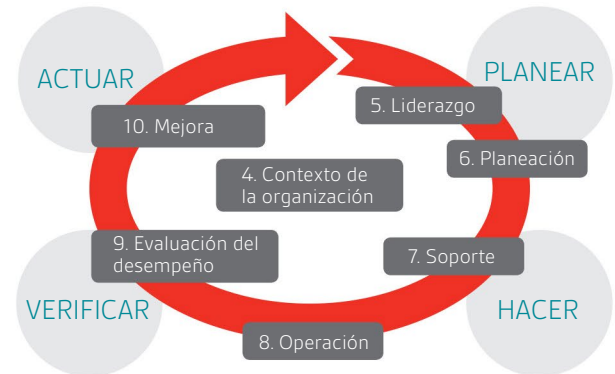 ACTUAR
PLANEAR
5. Liderazgo
10. Mejora
6. Planeación
4. Contexto de
la organización
9. Evaluación del
desempeño
7. Soporte
VERIFICAR
HACER
8. Operación